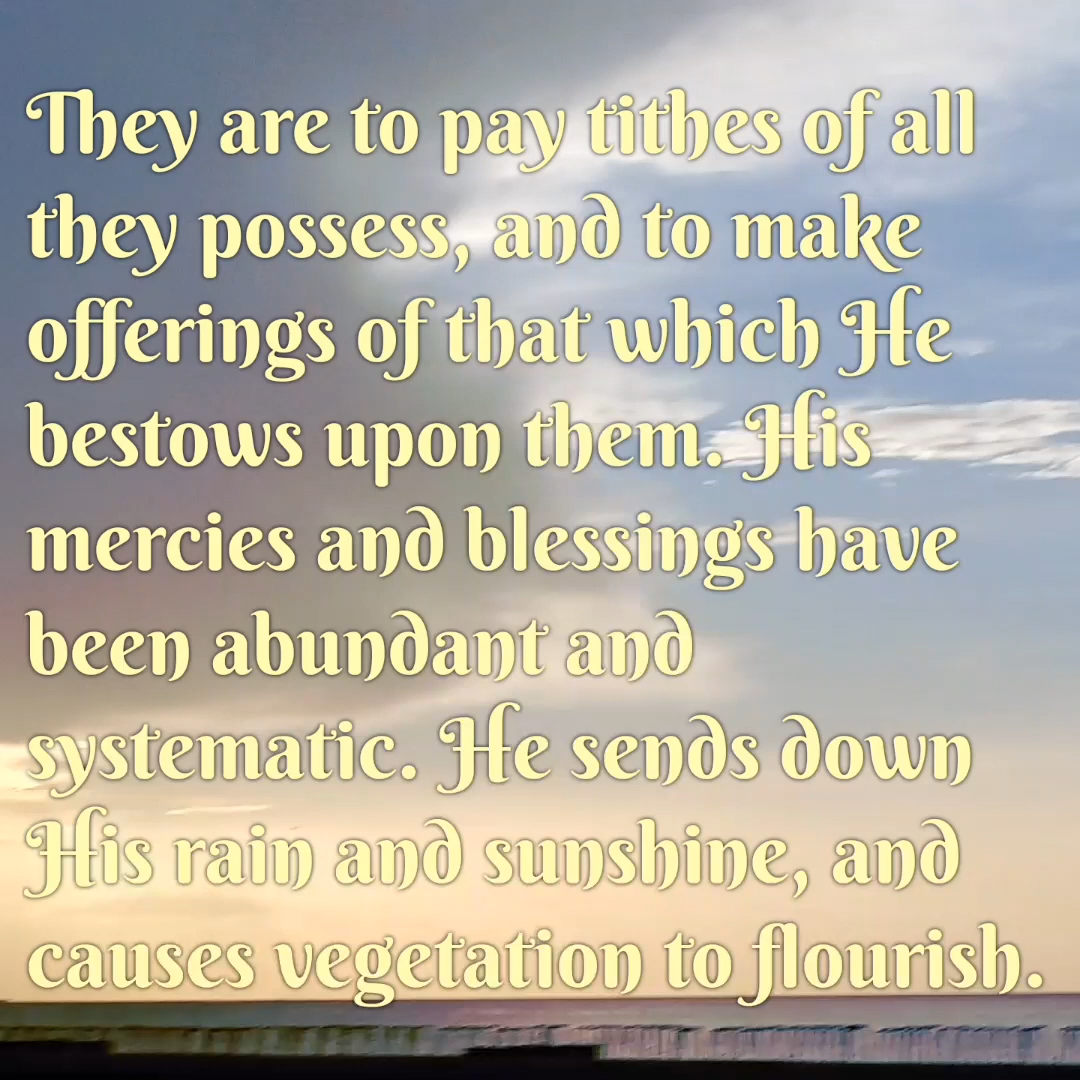 They are to pay tithes of all
they possess, and to make
offerings of that which He
bestows upon them. His
mercies and blessings have
been abundant and
systematic. He sends down
His rain and sunshine, and
causes vegetation to flourish.